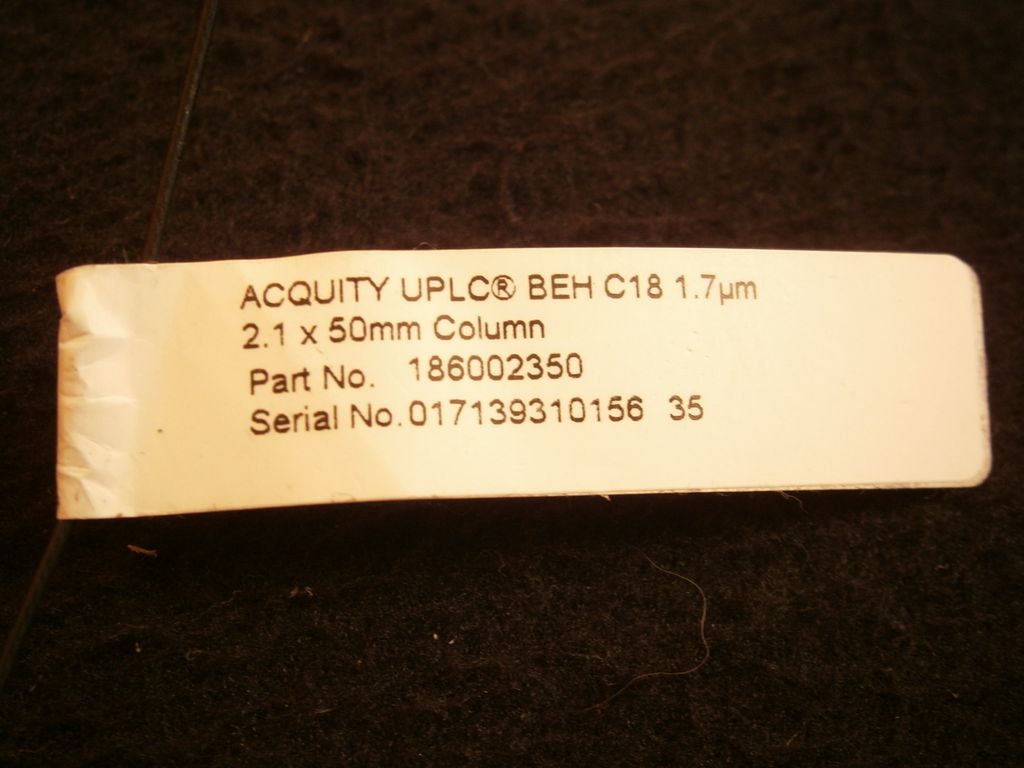 ACQUITY UPLC® BEH C18 1.7µm
2.1 x 50mm Column
Part No. 186002350
Serial No. 017139310156 35